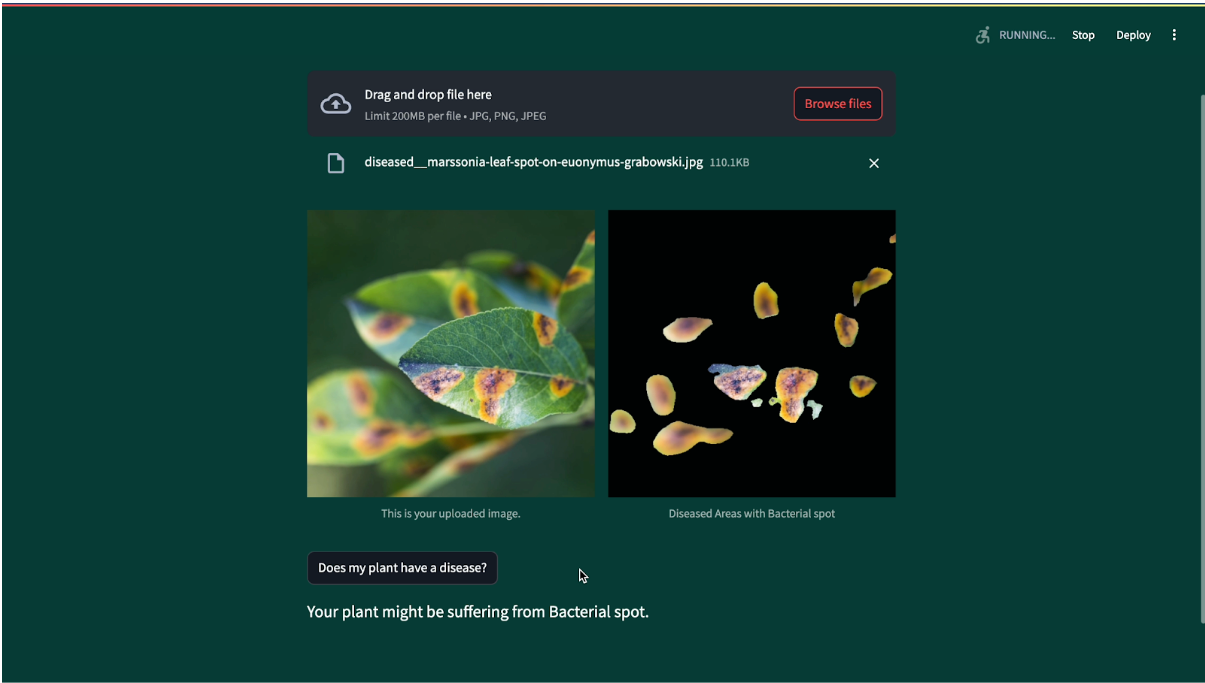 RUNNING... Stop Deploy
Drag and drop file here
Limit 200MB per file • JPG, PNG, JPEG
Browse files
diseased__marssonia-leaf-spot-on-euonymus-grabowski.jpg 110.1KB
This is your uploaded image.
Diseased Areas with Bacterial spot
Does my plant have a disease?
Your plant might be suffering from Bacterial spot.